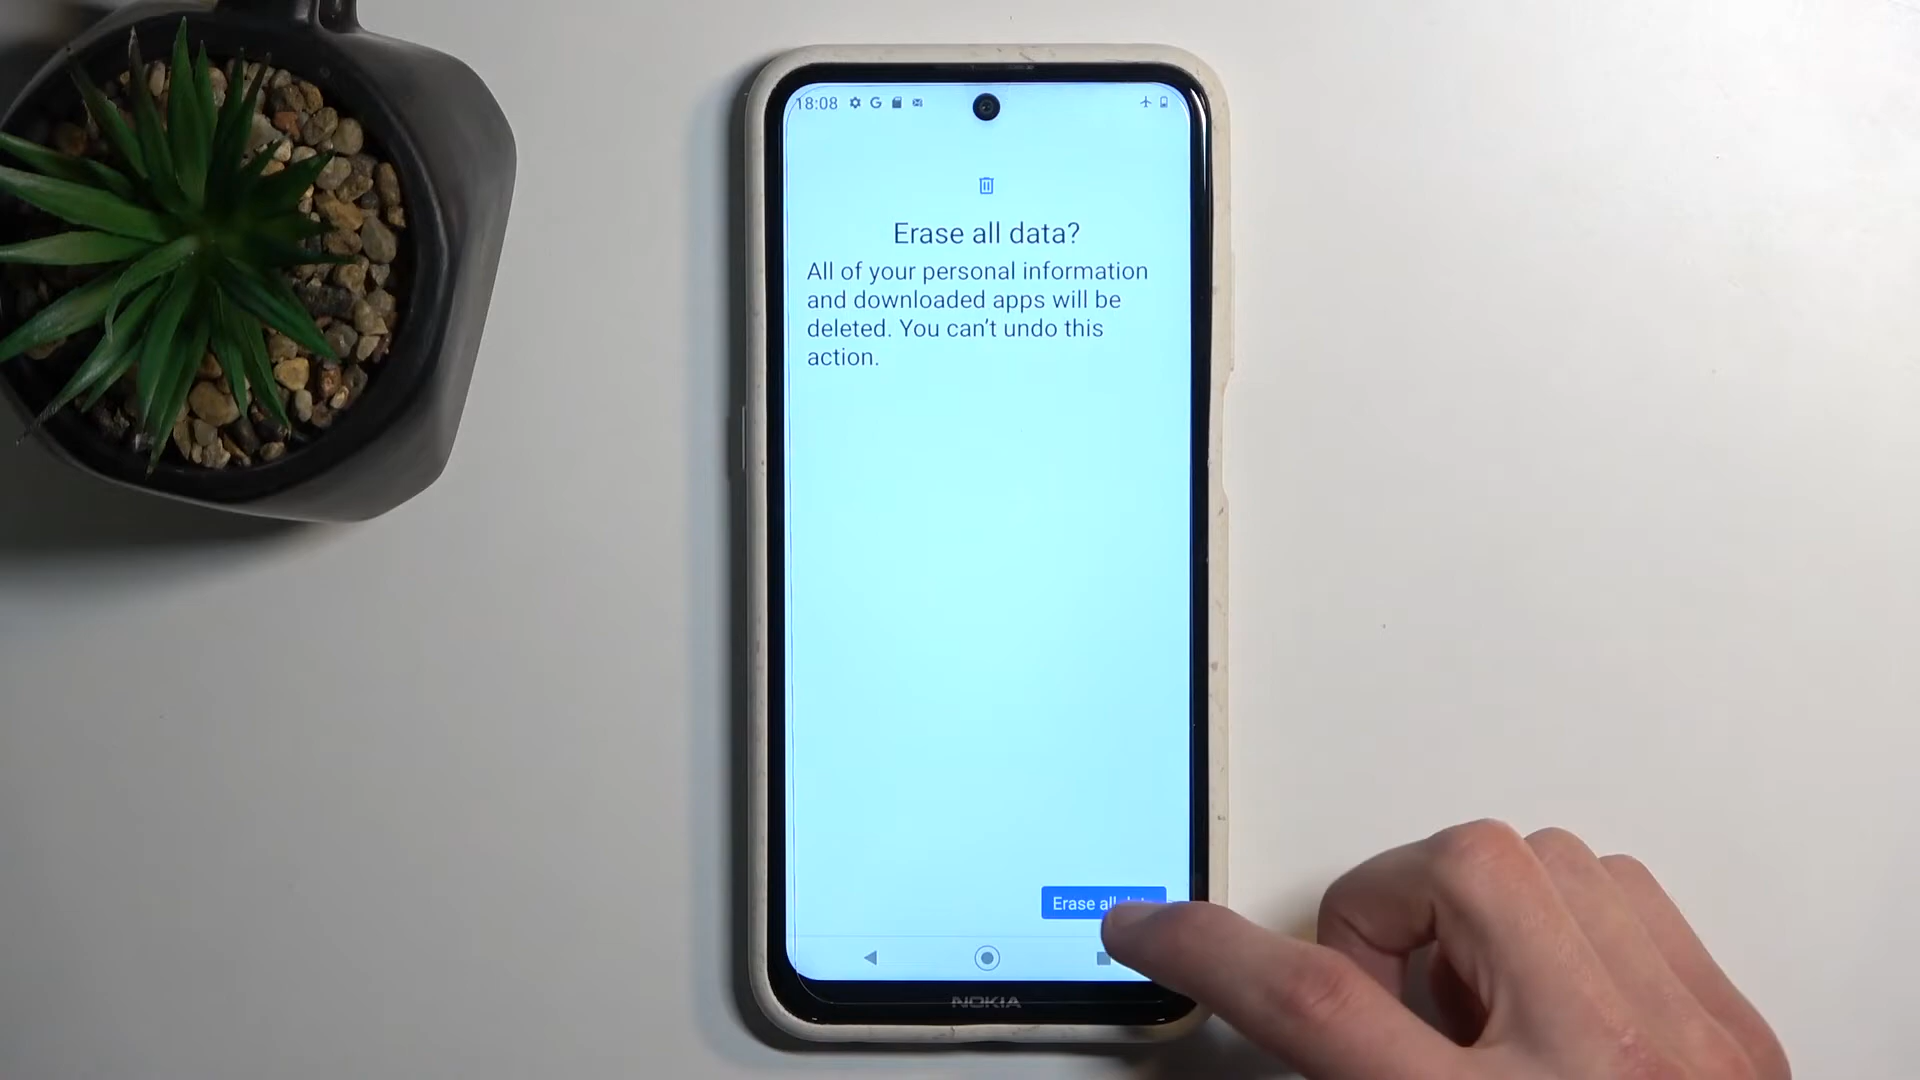 18:08
Erase all data?
All of your personal information
and downloaded apps will be
deleted. You can’t undo this
action.
Erase all
NOKIA